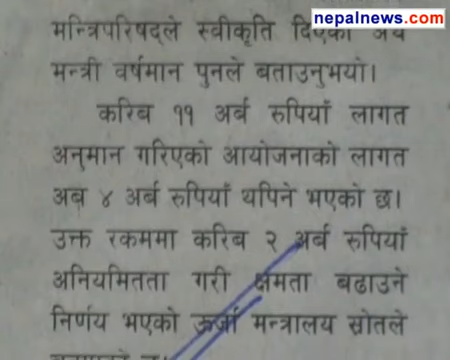 nepalnews.com
मन्त्रिपरिषद्ले स्वीकृति दिएको अर्थ
मन्त्री वर्षमान पुनले बताउनुभयो।
करिब ११ अर्ब रुपियाँ लागत
अनुमान गरिएको आयोजनाको लागत
अब ४ अर्ब रुपियाँ थपिने भएको छ।
उक्त रकममा करिब २ अर्ब रुपियाँ
अनियमितता गरी क्षमता बढाउने
निर्णय भएको ऊर्जा मन्त्रालय स्रोतले